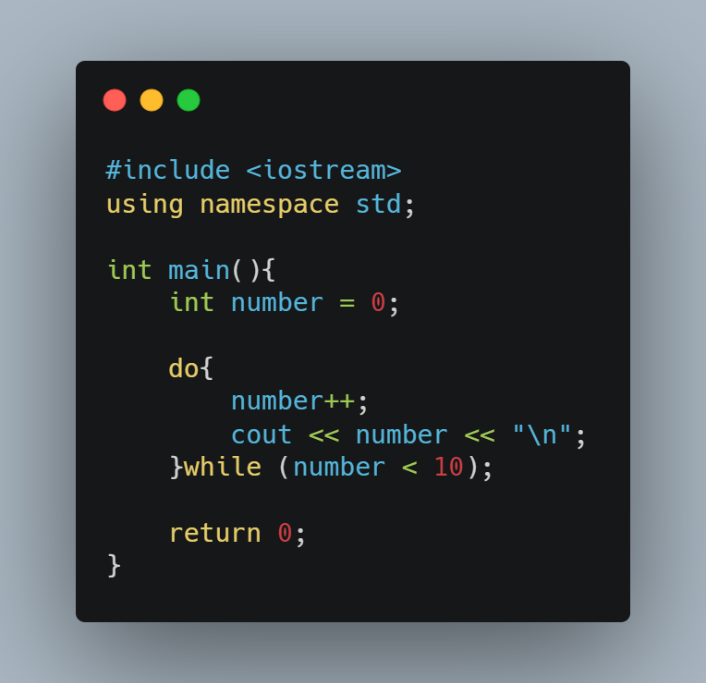 #include <iostream>
using namespace std;

int main(){
    int number = 0;

    do{
        number++;
        cout << number << "\n";
    }while (number < 10);

    return 0;
}